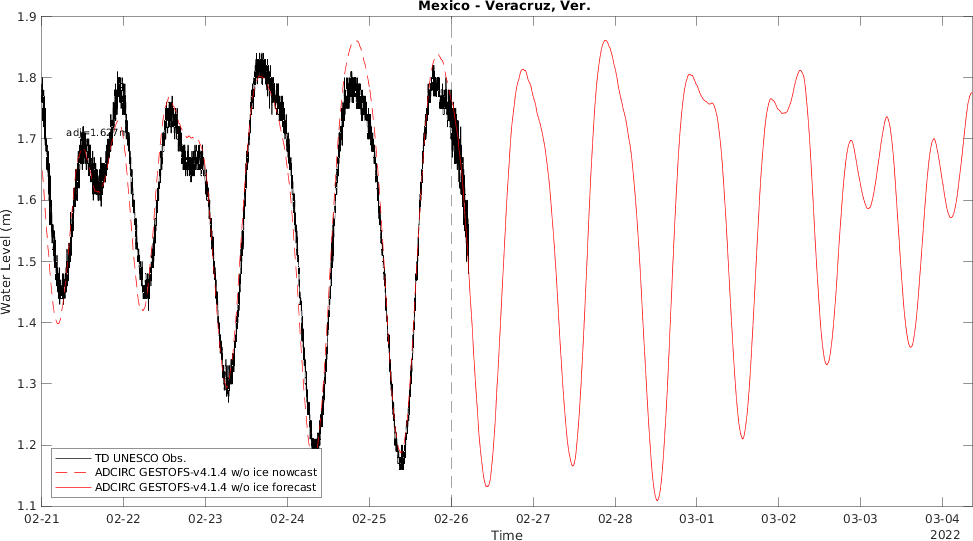 Mexico - Veracruz, Ver.
1.9
1.8
1.7
1.6
1.5
1.4
1.3
1.2
1.1
Water Level (m)
adj=1.627m
TD UNESCO Obs.
ADCIRC GESTOFS-v4.1.4 w/o ice nowcast
ADCIRC GESTOFS-v4.1.4 w/o ice forecast
02-21 02-22 02-23 02-24 02-25 02-26 02-27 02-28 03-01 03-02 03-03 03-04
2022
Time